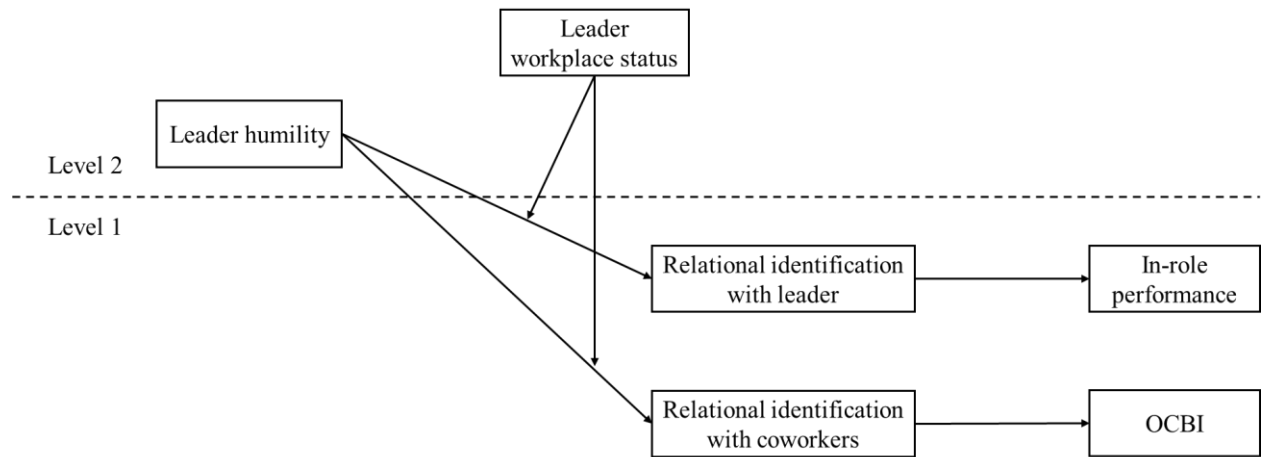 Leader
workplace status
Leader humility
Level 2
Level 1
Relational identification
with leader
In-role
performance
Relational identification
with coworkers
OCBI